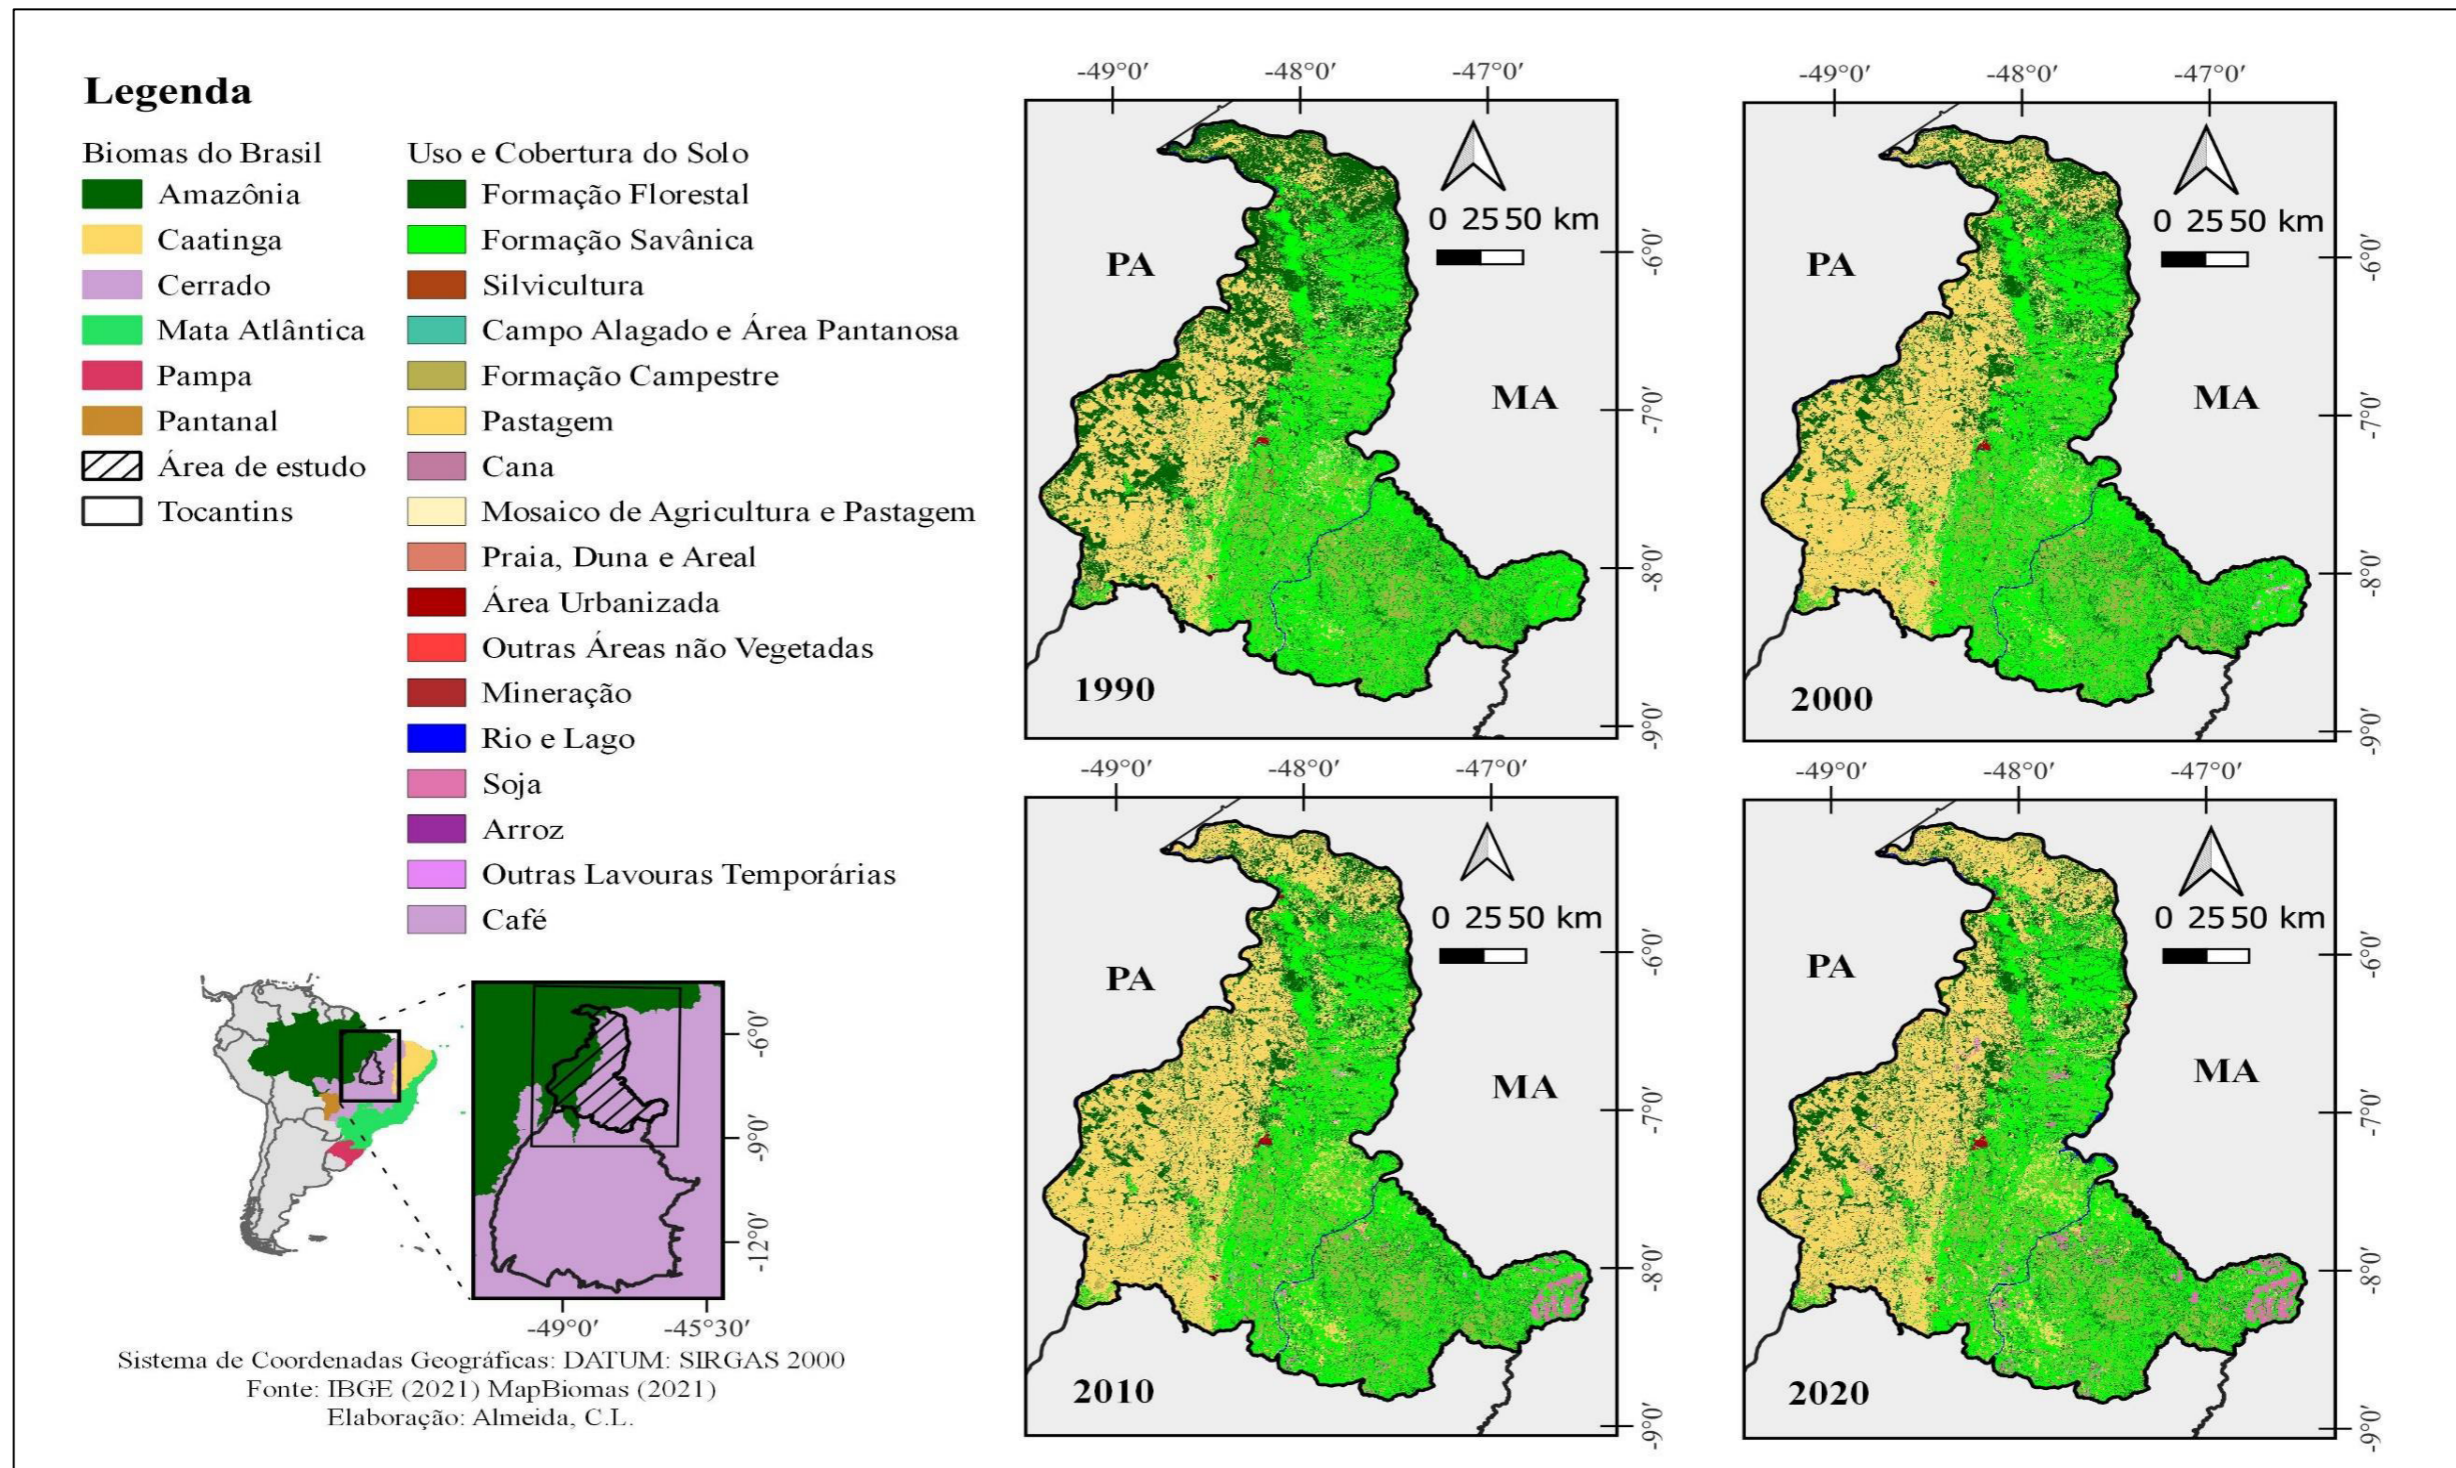 Legenda
Biomas do Brasil
Amazônia
Caatinga
Cerrado
Mata Atlântica
Pampa
Pantanal
Área de estudo
Tocantins
Uso e Cobertura do Solo
Formação Florestal
Formação Savânica
Silvicultura
Campo Alagado e Área Pantanosa
Formação Campestre
Pastagem
Cana
Mosaico de Agricultura e Pastagem
Praia, Duna e Areal
Área Urbanizada
Outras Áreas não Vegetadas
Mineração
Rio e Lago
Soja
Arroz
Outras Lavouras Temporárias
Café
-6°0'
-9°0'
-12°0'
-49°0' -45°30'
Sistema de Coordenadas Geográficas: DATUM: SIRGAS 2000
Fonte: IBGE (2021) MapBiomas (2021)
Elaboração: Almeida, C.L.
-49°0' -48°0' -47°0'
0 25 50 km
PA
MA
-6°0'
-7°0'
-8°0'
-9°0'
1990
-49°0' -48°0' -47°0'
0 25 50 km
PA
MA
-6°0'
-7°0'
-8°0'
-9°0'
2000
-49°0' -48°0' -47°0'
0 25 50 km
PA
MA
-6°0'
-7°0'
-8°0'
-9°0'
2010
-49°0' -48°0' -47°0'
0 25 50 km
PA
MA
-6°0'
-7°0'
-8°0'
-9°0'
2020